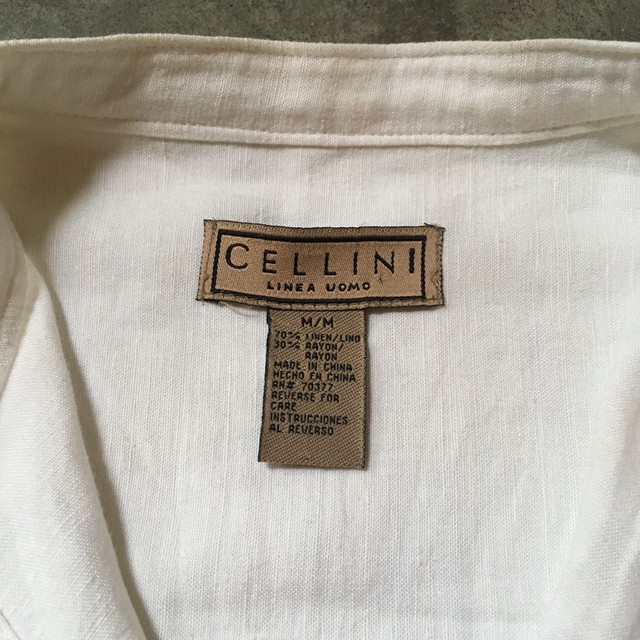 CELLINI
LINEA UOMO
M/M
70% LINEN/LINO
30% RAYON/
RAYON
MADE IN CHINA
HECHO EN CHINA
RN# 70377
REVERSE FOR
CARE
INSTRUCCIONES
AL REVERSO